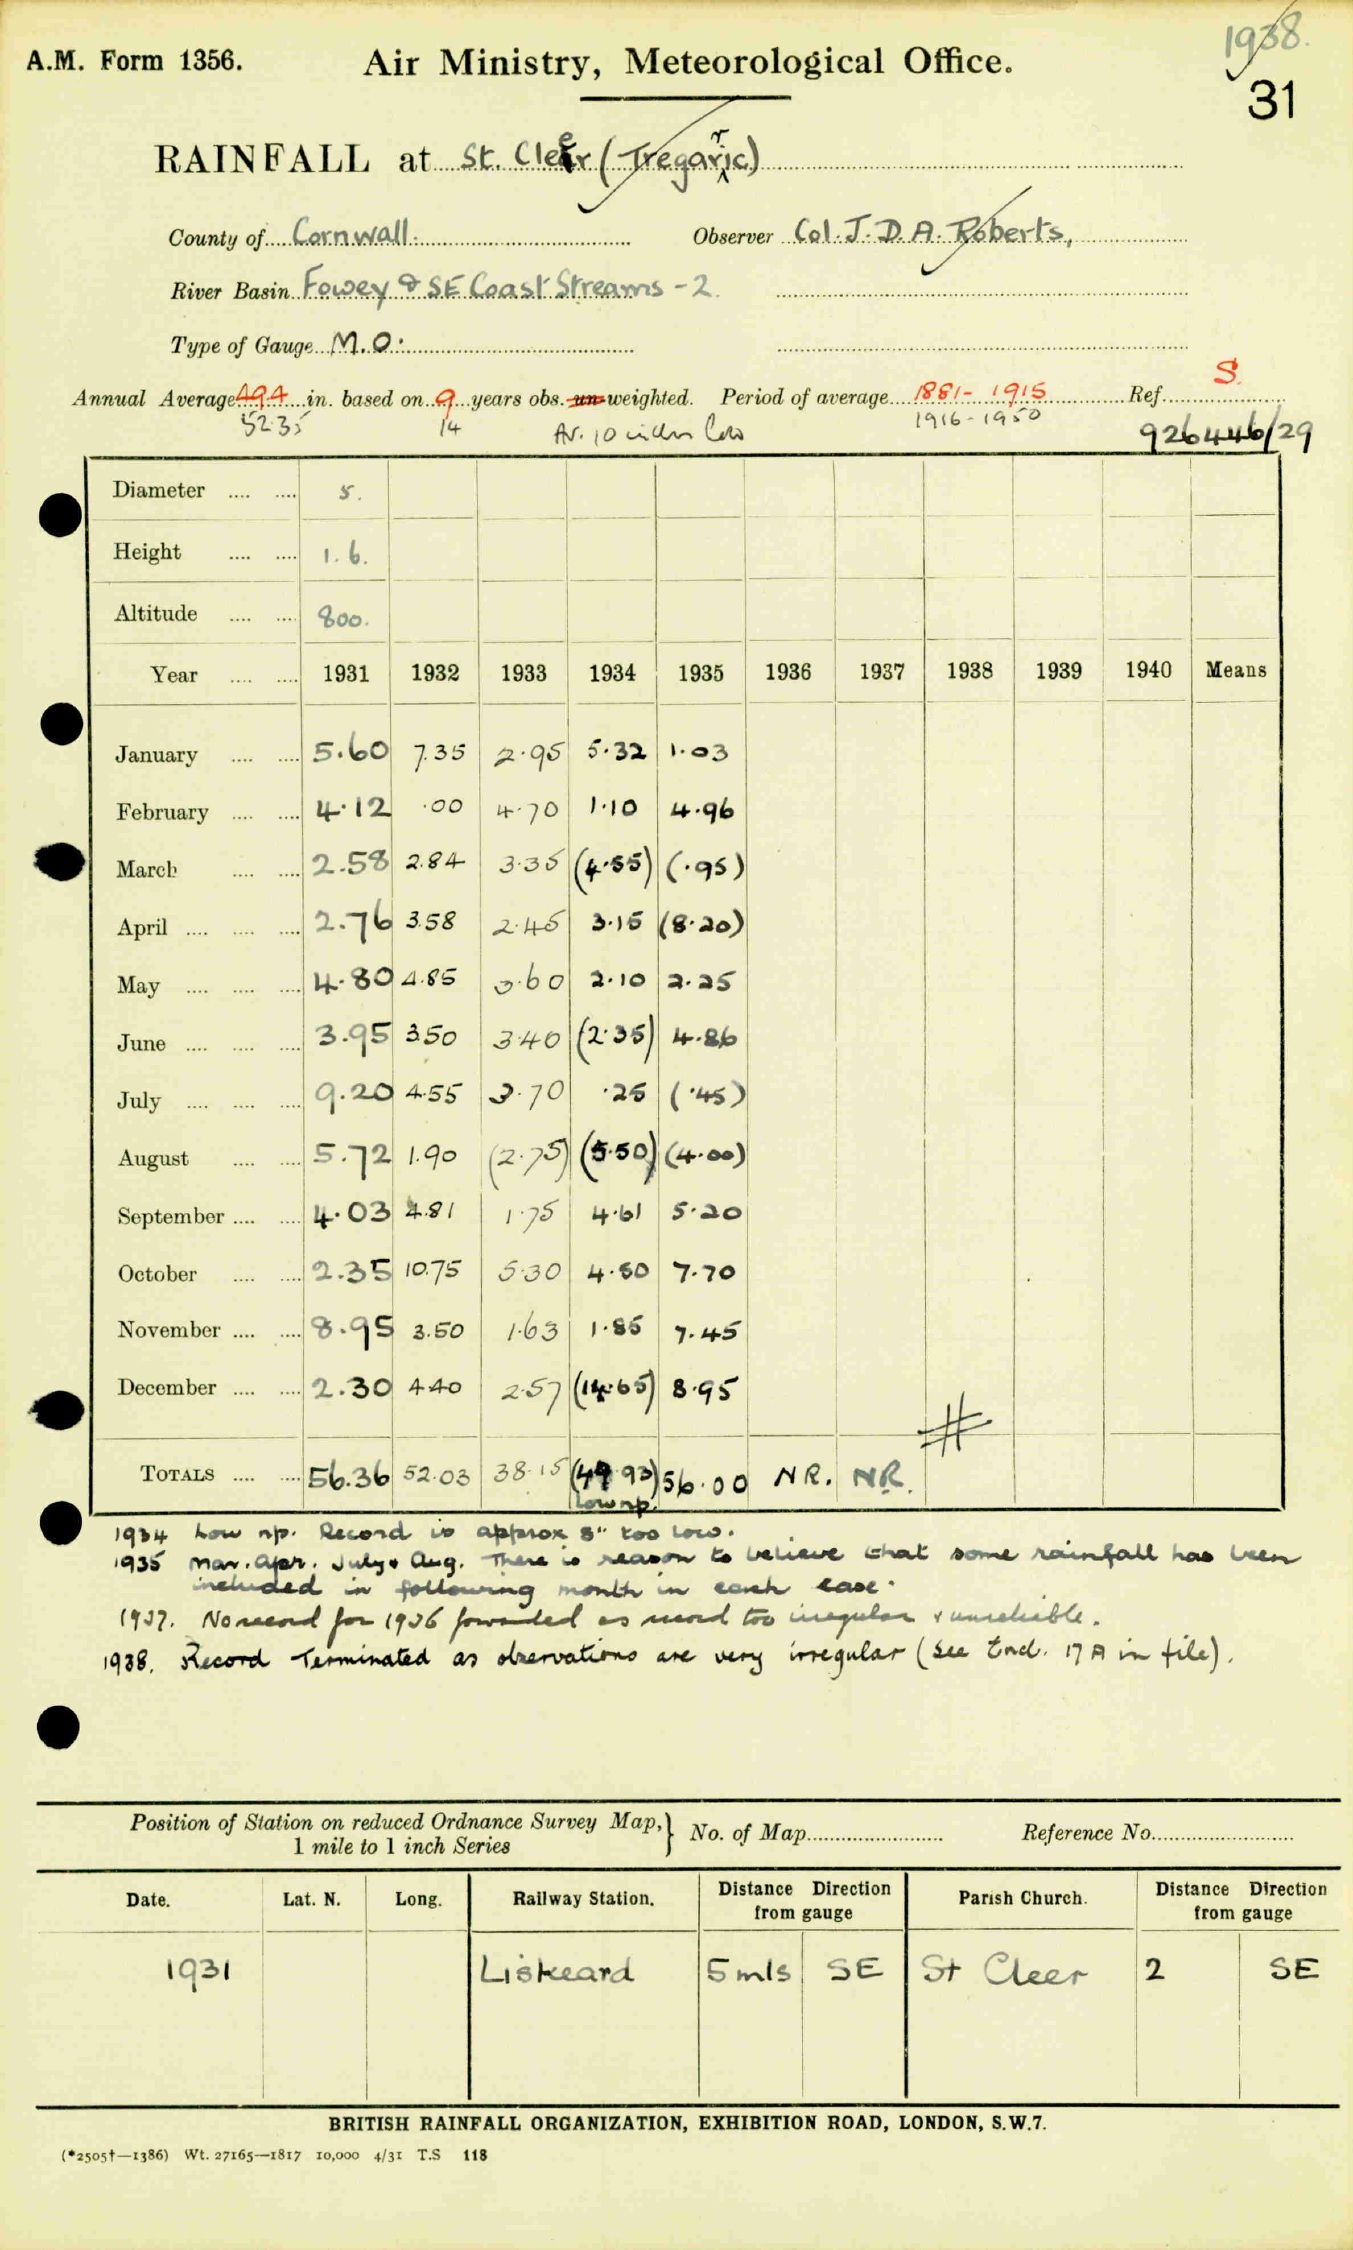 1938.
A.M. Form 1356. Air Ministry, Meteorological Office.
31
RAINFALL at St. Cleer (Tregarric)
County of Cornwall. Observer Col. J. D. A. Roberts,
River Basin Fowey & SE Coast Streams - 2.
Type of Gauge M.O.
S.
Annual Average 49.4 in. based on 9 years obs. un-weighted. Period of average 1881-1915 Ref.
52.35 14 Av. 10 1916-1950 926446/29
Diameter .... .... 5.
Height .... .... 1.6.
Altitude .... .... 800.
Year .... .... 1931 1932 1933 1934 1935 1936 1937 1938 1939 1940 Means
January .... .... 5.60 7.35 2.95 5.32 1.03
February .... .... 4.12 .00 4.70 1.10 4.96
March .... .... 2.58 2.84 3.35 (4.55) (.95)
April .... .... .... 2.76 3.58 2.45 3.15 (8.20)
May .... .... .... 4.80 4.85 3.60 2.10 2.25
June .... .... .... 3.95 3.50 3.40 (2.35) 4.86
July .... .... .... 9.20 4.55 3.70 .25 (.45)
August .... .... 5.72 1.90 (2.75) (5.50) (4.00)
September .... .... 4.03 4.81 1.75 4.61 5.20
October .... .... 2.35 10.75 5.30 4.50 7.70
November .... .... 8.95 3.50 1.63 1.85 7.45
December .... .... 2.30 4.40 2.57 (14.65) 8.95
#
TOTALS .... .... 56.36 52.03 38.15 (49.93) 56.00 NR. NR.
Low np.
1934 Low np. Record is approx 8" too low.
1935 Mar. Apr. July & Aug. There is reason to believe that some rainfall has been
included in following month in each case.
1937. No record for 1936 forwarded as record too irregular & unreliable.
1938. Record Terminated as observations are very irregular (See Encl. 17A in file).
Position of Station on reduced Ordnance Survey Map, } No. of Map Reference No.
1 mile to 1 inch Series
Date. Lat. N. Long. Railway Station. Distance Direction from gauge Parish Church. Distance Direction from gauge
1931 Liskeard 5 mls SE St Cleer 2 SE
BRITISH RAINFALL ORGANIZATION, EXHIBITION ROAD, LONDON, S.W.7.
(*2505†—1386) Wt. 27165—1817 10,000 4/31 T.S 118